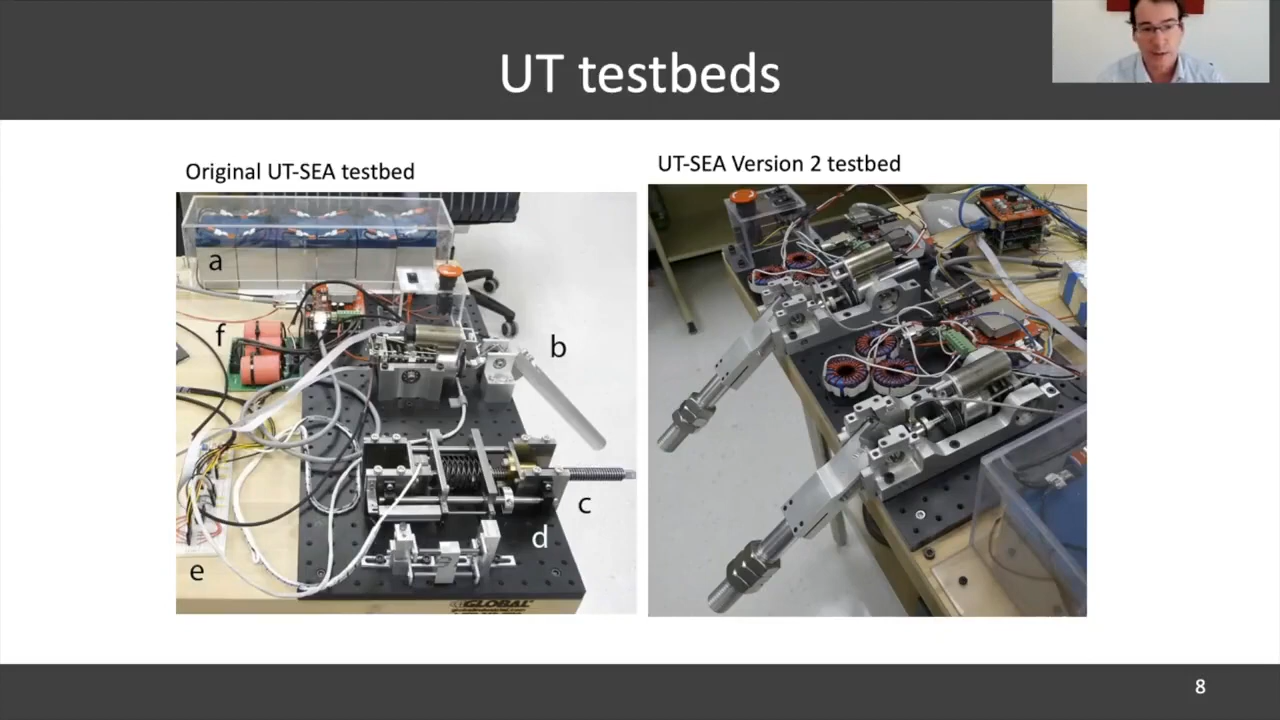 UT testbeds
Original UT-SEA testbed
UT-SEA Version 2 testbed
a
f
b
c
d
e
GLOBAL
8